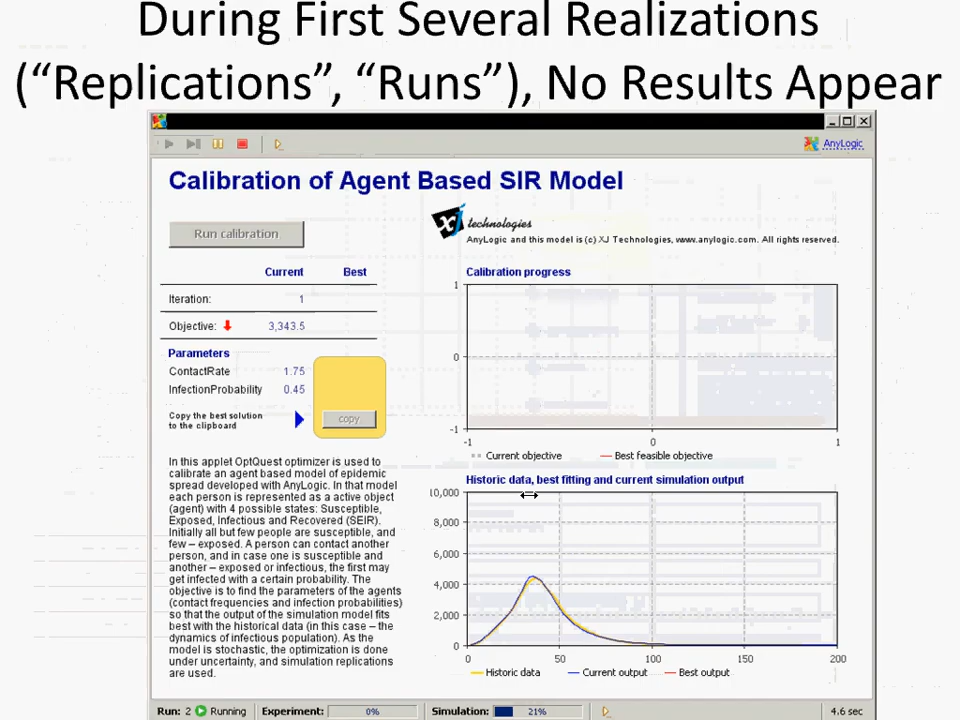 During First Several Realizations
(“Replications”, “Runs”), No Results Appear
AnyLogic
Calibration of Agent Based SIR Model
Run calibration
xj technologies
AnyLogic and this model is (c) XJ Technologies, www.anylogic.com. All rights reserved.
Current Best
Iteration: 1
Objective: 3,343.5
Parameters
ContactRate 1.75
InfectionProbability 0.45
Copy the best solution
to the clipboard
copy
In this applet OptQuest optimizer is used to
calibrate an agent based model of epidemic
spread developed with AnyLogic. In that model
each person is represented as a active object
(agent) with 4 possible states: Susceptible,
Exposed, Infectious and Recovered (SEIR).
Initially all but few people are susceptible, and
few – exposed. A person can contact another
person, and in case one is susceptible and
another – exposed or infectious, the first may
get infected with a certain probability. The
objective is to find the parameters of the agents
(contact frequencies and infection probabilities)
so that the output of the simulation model fits
best with the historical data (in this case – the
dynamics of infectious population). As the
model is stochastic, the optimization is done
under uncertainty, and simulation replications
are used.
Calibration progress
1
0
-1
-1 0 1
Current objective Best feasible objective
Historic data, best fitting and current simulation output
10,000
8,000
6,000
4,000
2,000
0
0 50 100 150 200
Historic data Current output Best output
Run: 2 Running Experiment: 0% Simulation: 21% 4.6 sec